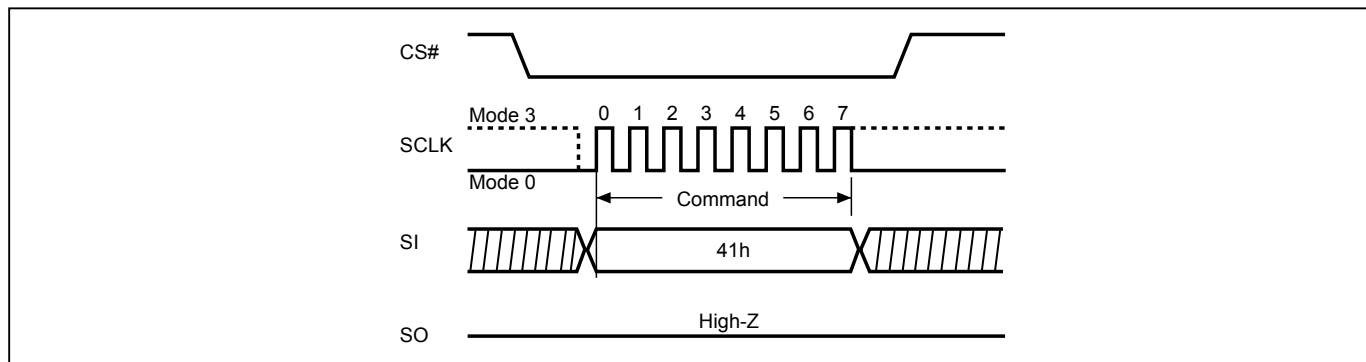 CS#
Mode 3
0 1 2 3 4 5 6 7
SCLK
Mode 0
Command
SI
41h
High-Z
SO